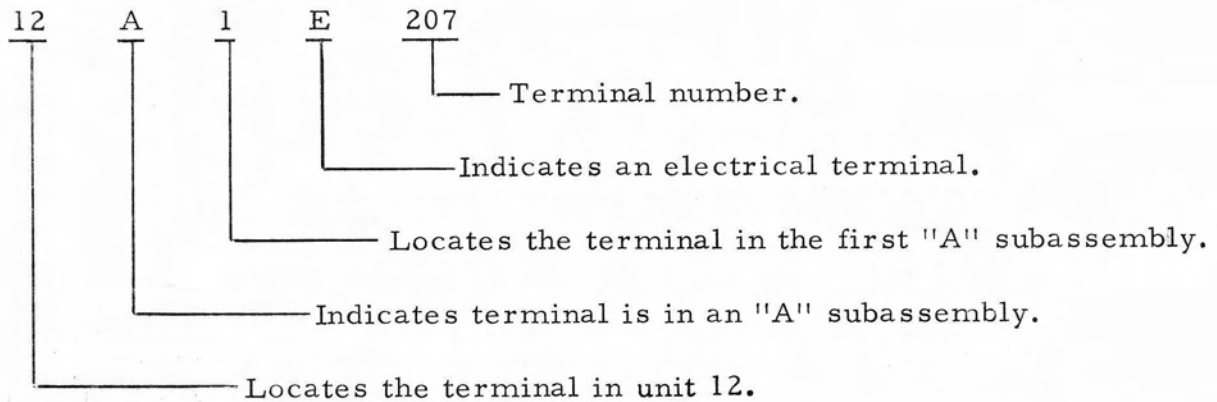 12 A 1 E 207
Terminal number.
Indicates an electrical terminal.
Locates the terminal in the first "A" subassembly.
Indicates terminal is in an "A" subassembly.
Locates the terminal in unit 12.